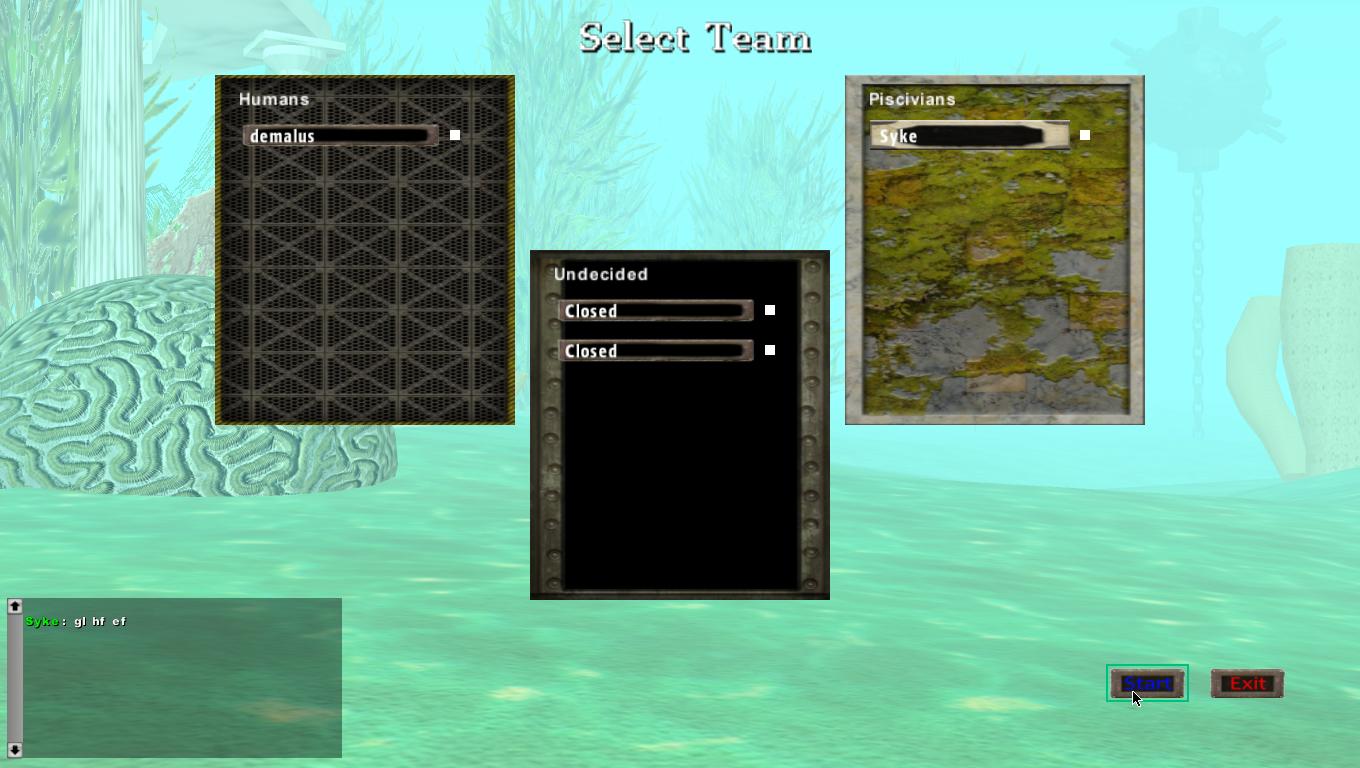 Select Team
Humans
demalus
Piscivians
Syke
Undecided
Closed
Closed
Syke: gl hf ef
Start
Exit